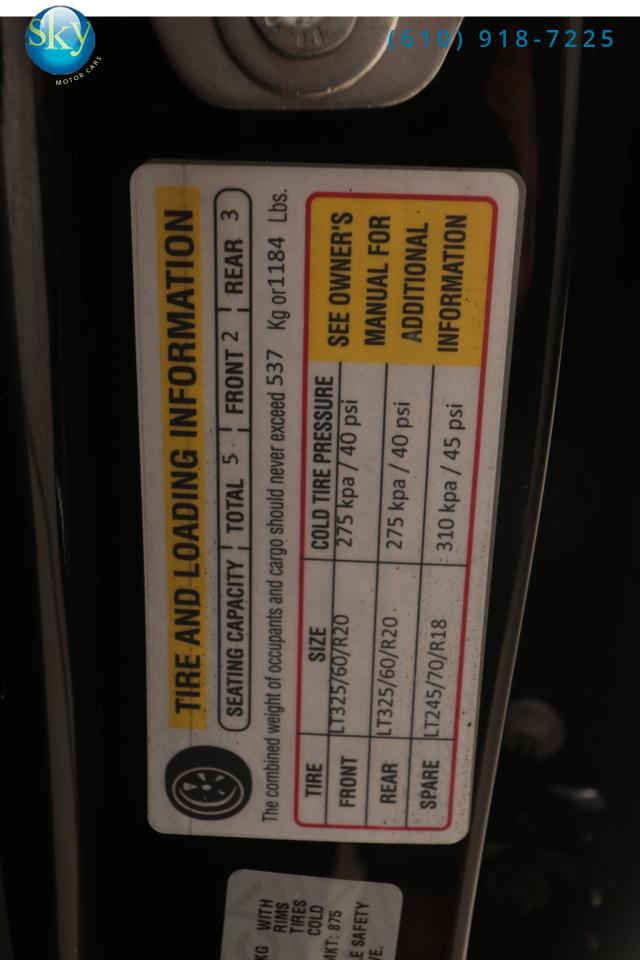 Sky
MOTOR CARS
(610) 918-7225
TIRE AND LOADING INFORMATION
SEATING CAPACITY TOTAL 5 FRONT 2 REAR 3
The combined weight of occupants and cargo should never exceed 537 Kg or 1184 Lbs.
TIRE SIZE COLD TIRE PRESSURE
FRONT LT325/60/R20 275 kpa / 40 psi
REAR LT325/60/R20 275 kpa / 40 psi
SPARE LT245/70/R18 310 kpa / 45 psi
SEE OWNER'S
MANUAL FOR
ADDITIONAL
INFORMATION
KG WITH
RIMS
TIRES
COLD
MKT: 875
SAFETY